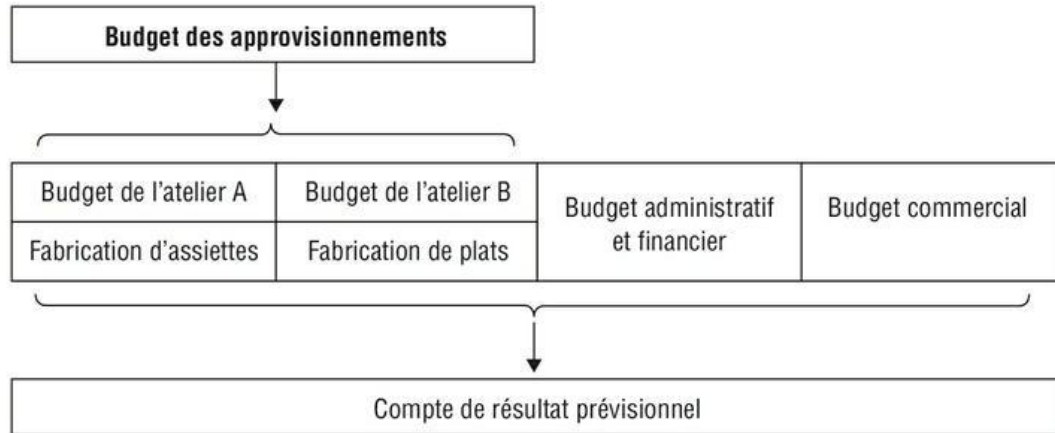 Budget des approvisionnements
Budget de l'atelier A
Budget de l'atelier B
Fabrication d'assiettes
Fabrication de plats
Budget administratif
et financier
Budget commercial
Compte de résultat prévisionnel